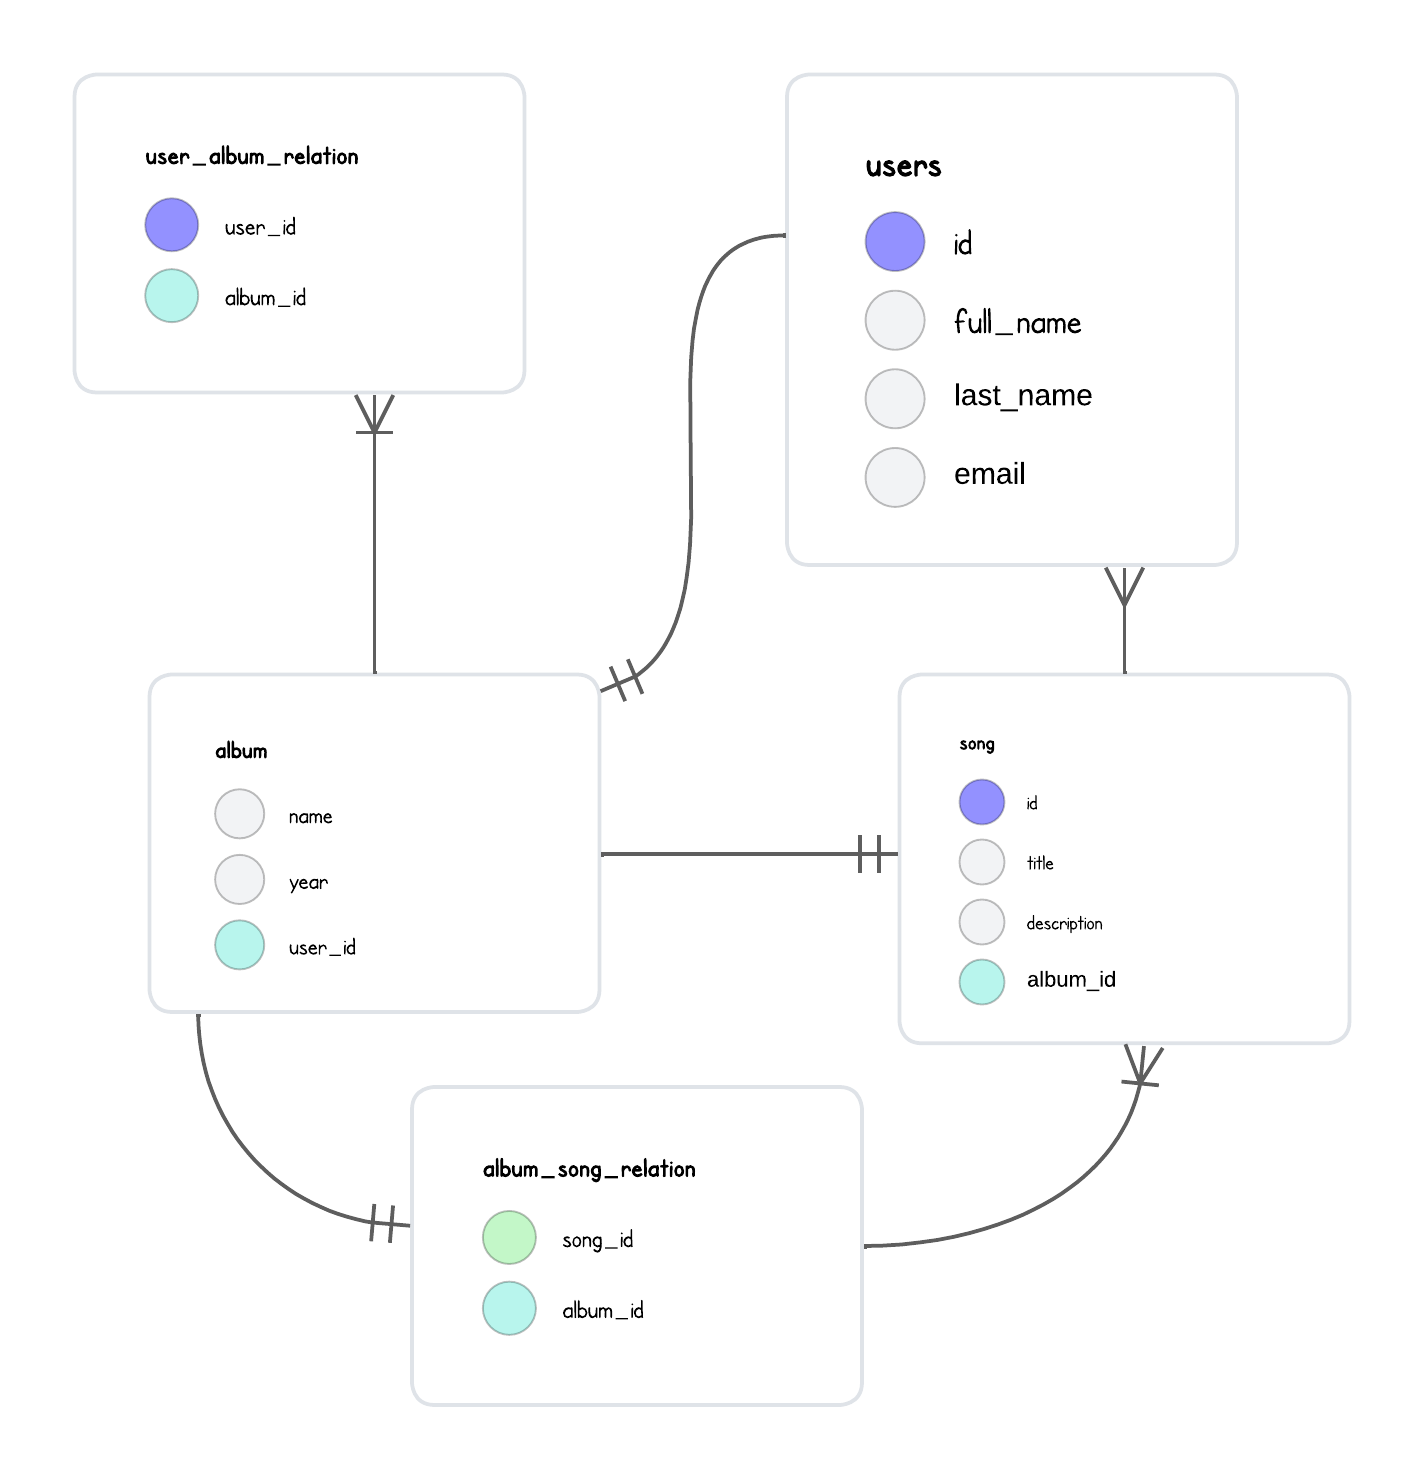 user_album_relation
user_id
album_id
users
id
full_name
last_name
email
album
name
year
user_id
song
id
title
description
album_id
album_song_relation
song_id
album_id